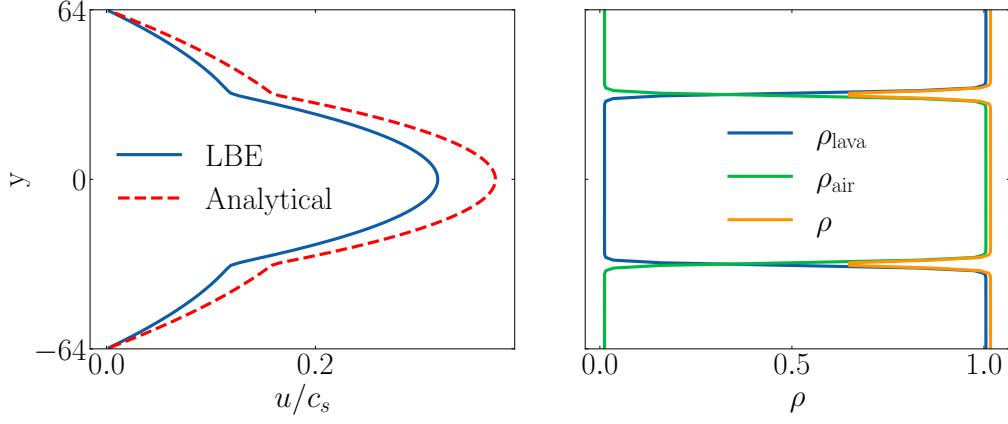 64
0
−64
y
0.0
0.2
u/c_s
LBE
Analytical
0.0
0.5
1.0
ρ
ρ_lava
ρ_air
ρ